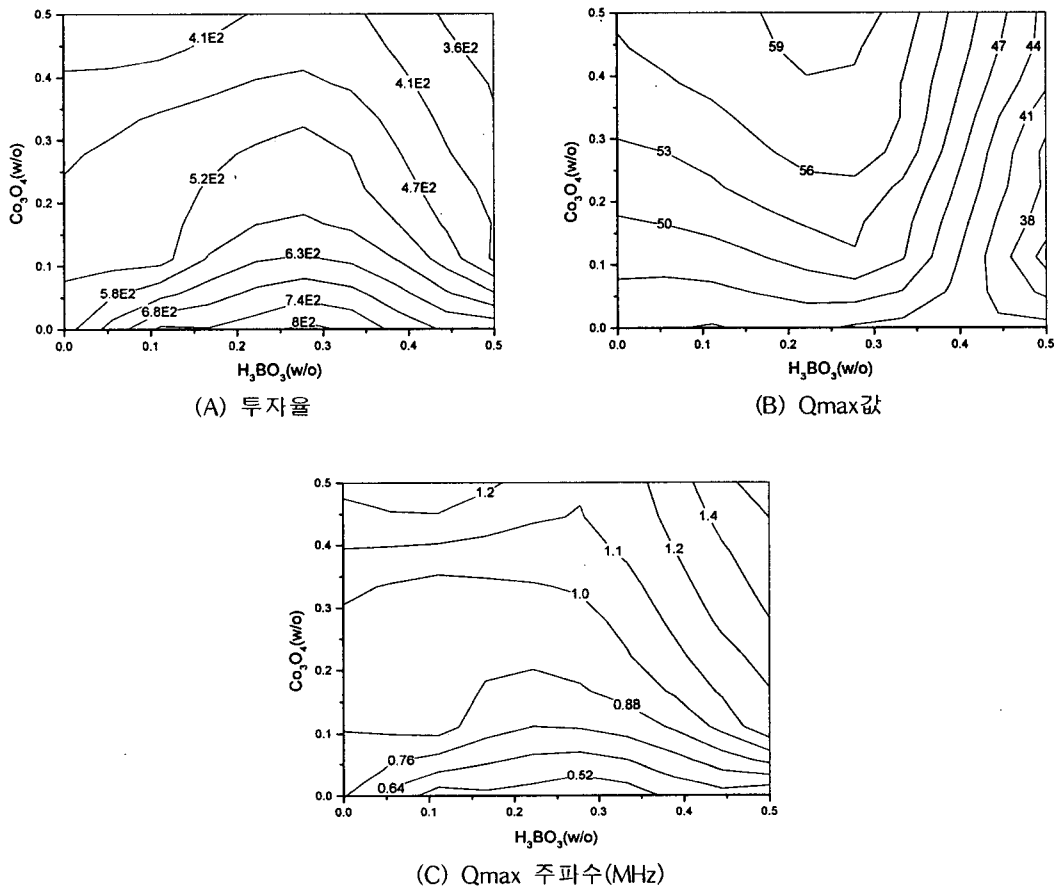 0.5
0.4
0.3
0.2
0.1
0.0
Co₃O₄(w/o)
4.1E2
3.6E2
4.1E2
5.2E2
4.7E2
6.3E2
5.8E2
6.8E2
7.4E2
8E2
0.0 0.1 0.2 0.3 0.4 0.5
H₃BO₃(w/o)
(A) 투자율
0.5
0.4
0.3
0.2
0.1
0.0
Co₃O₄(w/o)
59
47
44
41
53
56
50
38
0.0 0.1 0.2 0.3 0.4 0.5
H₃BO₃(w/o)
(B) Qmax값
0.5
0.4
0.3
0.2
0.1
0.0
Co₃O₄(w/o)
1.2
1.4
1.1
1.2
1.0
0.88
0.76
0.64
0.52
0.0 0.1 0.2 0.3 0.4 0.5
H₃BO₃(w/o)
(C) Qmax 주파수(MHz)